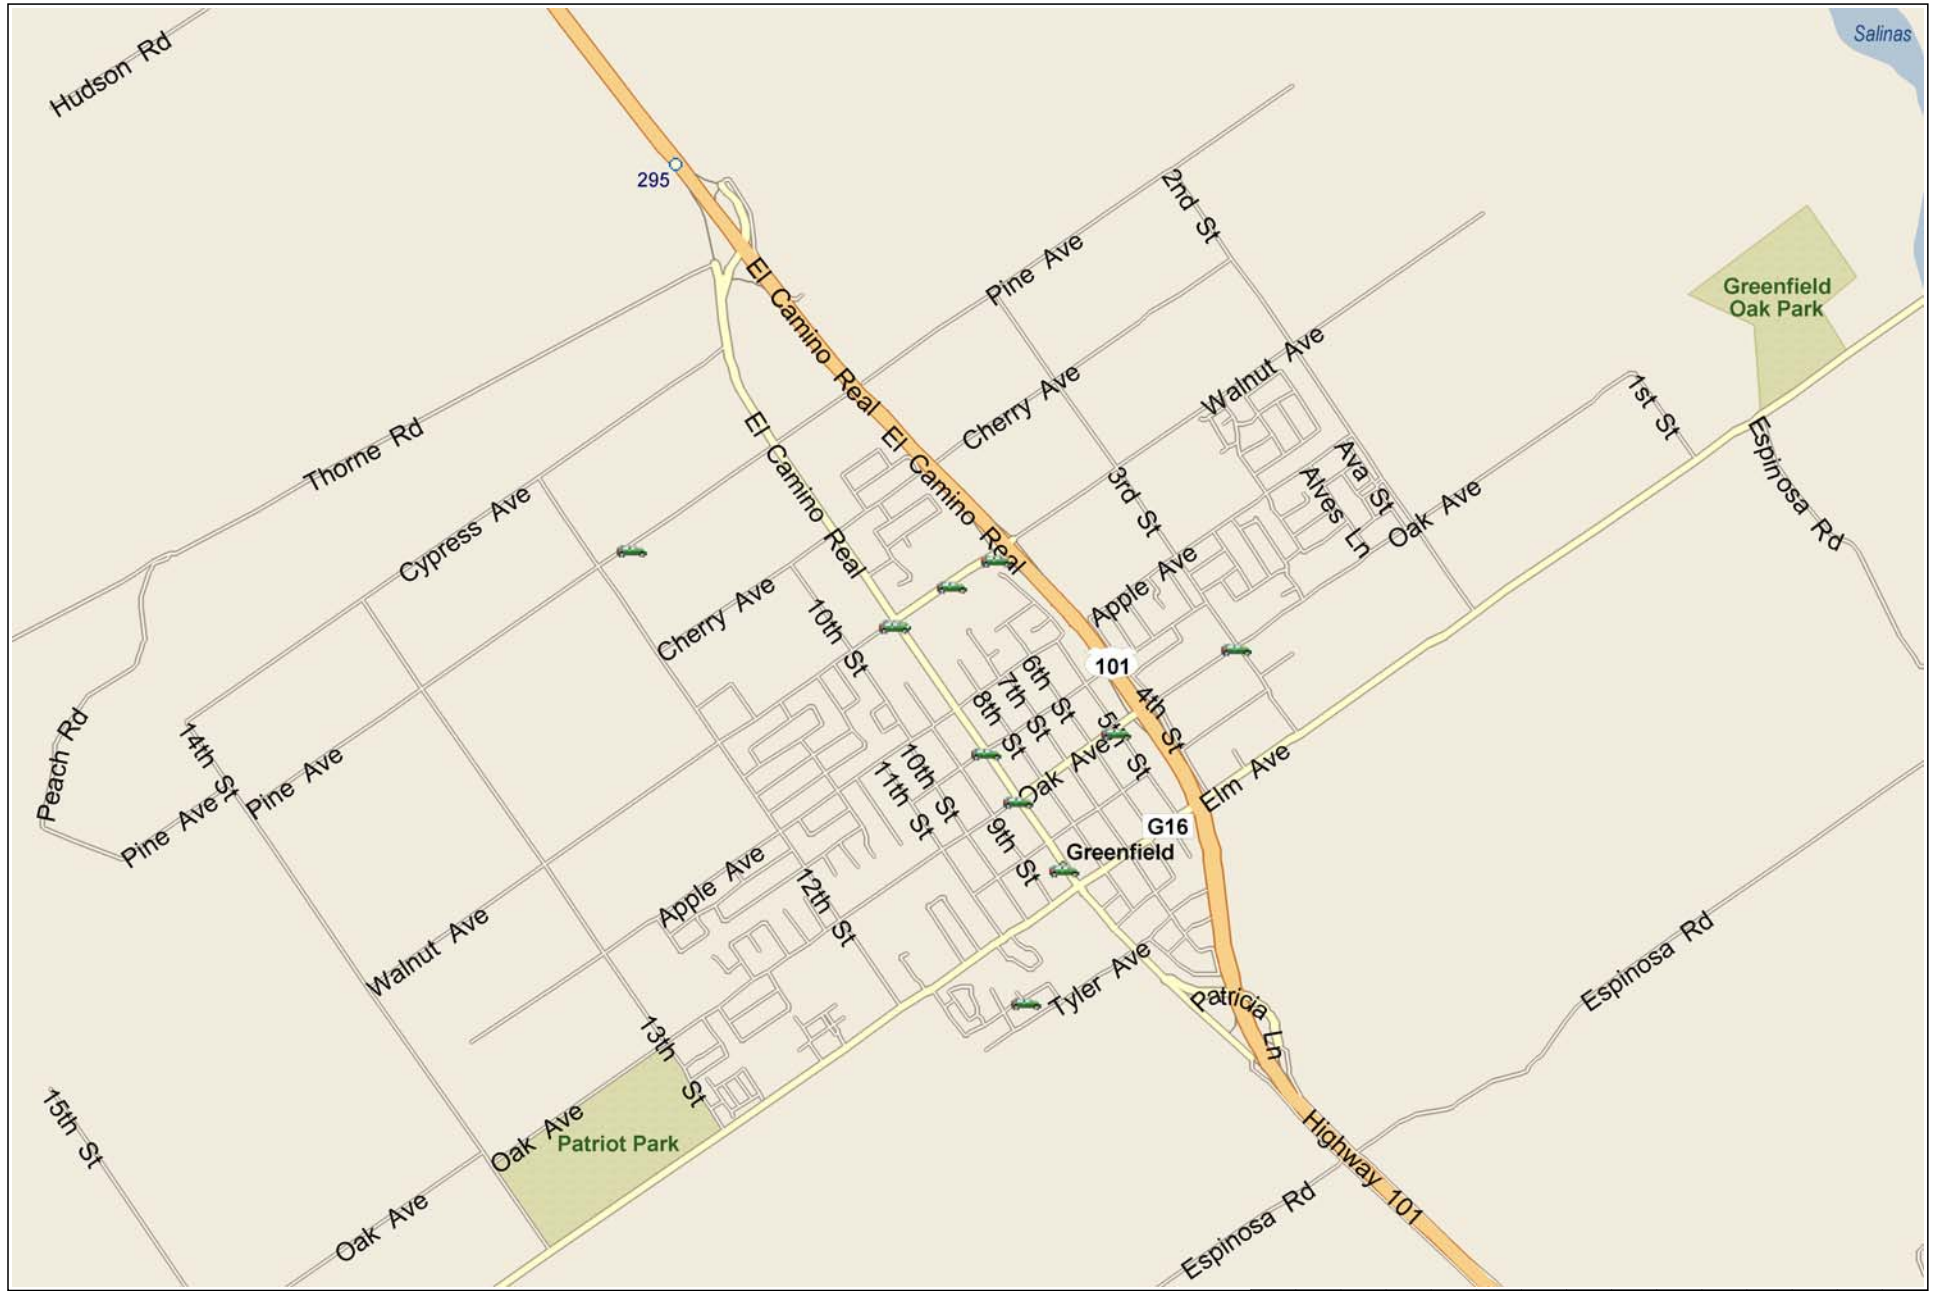 Hudson Rd
Salinas
295
2nd St
Pine Ave
El Camino Real
Greenfield
Oak Park
Walnut Ave
Cherry Ave
1st St
El Camino Real
El Camino Real
Thorne Rd
Espinosa Rd
Ava St
3rd St
Alves Ln
Oak Ave
Cypress Ave
Apple Ave
Cherry Ave
10th St
101
6th St
7th St
8th St
4th St
5th St
Peach Rd
14th St
Pine Ave
Pine Ave
Oak Ave
Elm Ave
10th St
11th St
9th St
G16
Greenfield
Apple Ave
12th St
Walnut Ave
Tyler Ave
Patricia Ln
Espinosa Rd
13th St
15th St
Oak Ave
Patriot Park
Highway 101
Oak Ave
Espinosa Rd